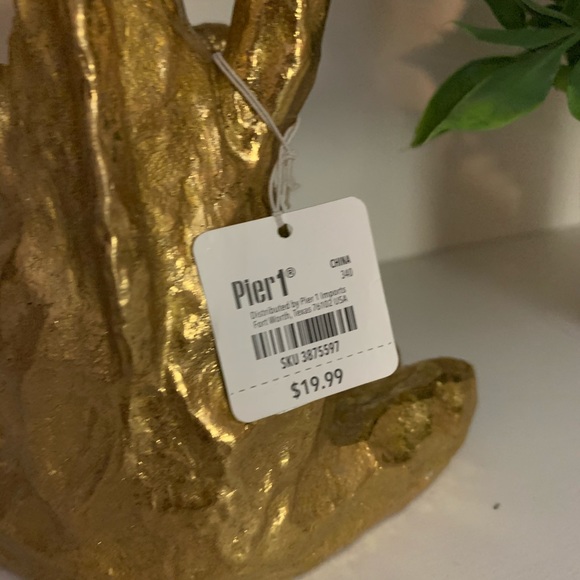 Pier1®
CHINA
340
Distributed by Pier 1 Imports
Fort Worth, Texas 76102 USA
SKU 3875597
$19.99